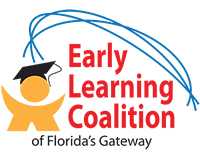 Early
Learning
Coalition
of Florida's Gateway